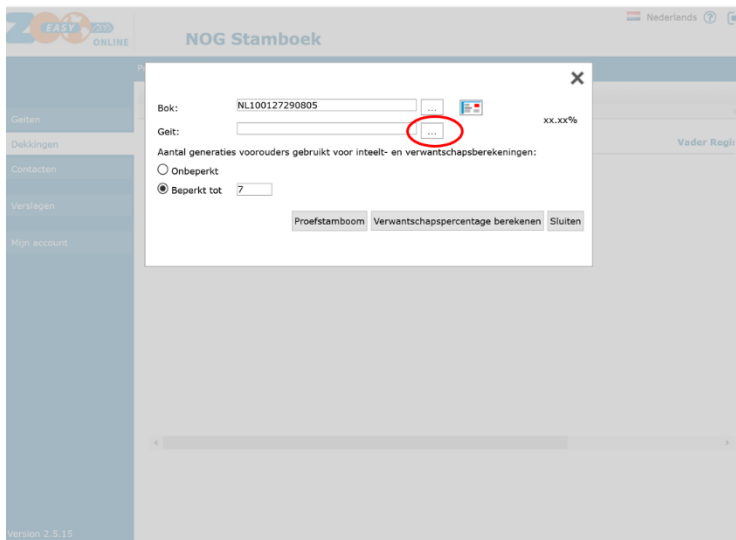 ZOO EASY
ONLINE
Nederlands
NOG Stamboek
Bok:
NL100127290805
...
xx.xx%
Geit:
...
Aantal generaties voorouders gebruikt voor inteelt- en verwantschapsberekeningen:
Onbeperkt
Beperkt tot 7
Proefstamboom Verwantschapspercentage berekenen Sluiten
Geiten
Dekkingen
Vader Regis
Contacten
Verslagen
Mijn account
Version 2.5.15